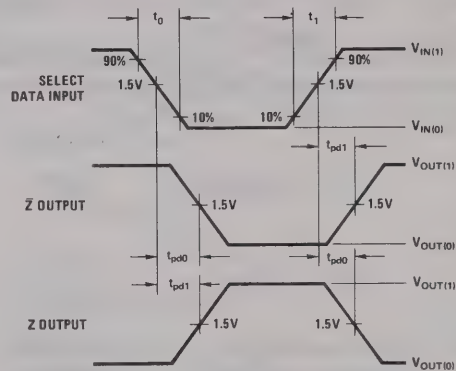 t0 t1
VIN(1)
90% 90%
SELECT
DATA INPUT
1.5V 1.5V
10% 10%
VIN(0)
tpd1
VOUT(1)
Z̄ OUTPUT
1.5V 1.5V
tpd0 VOUT(0)
tpd0
tpd1 VOUT(1)
Z OUTPUT
1.5V 1.5V
VOUT(0)